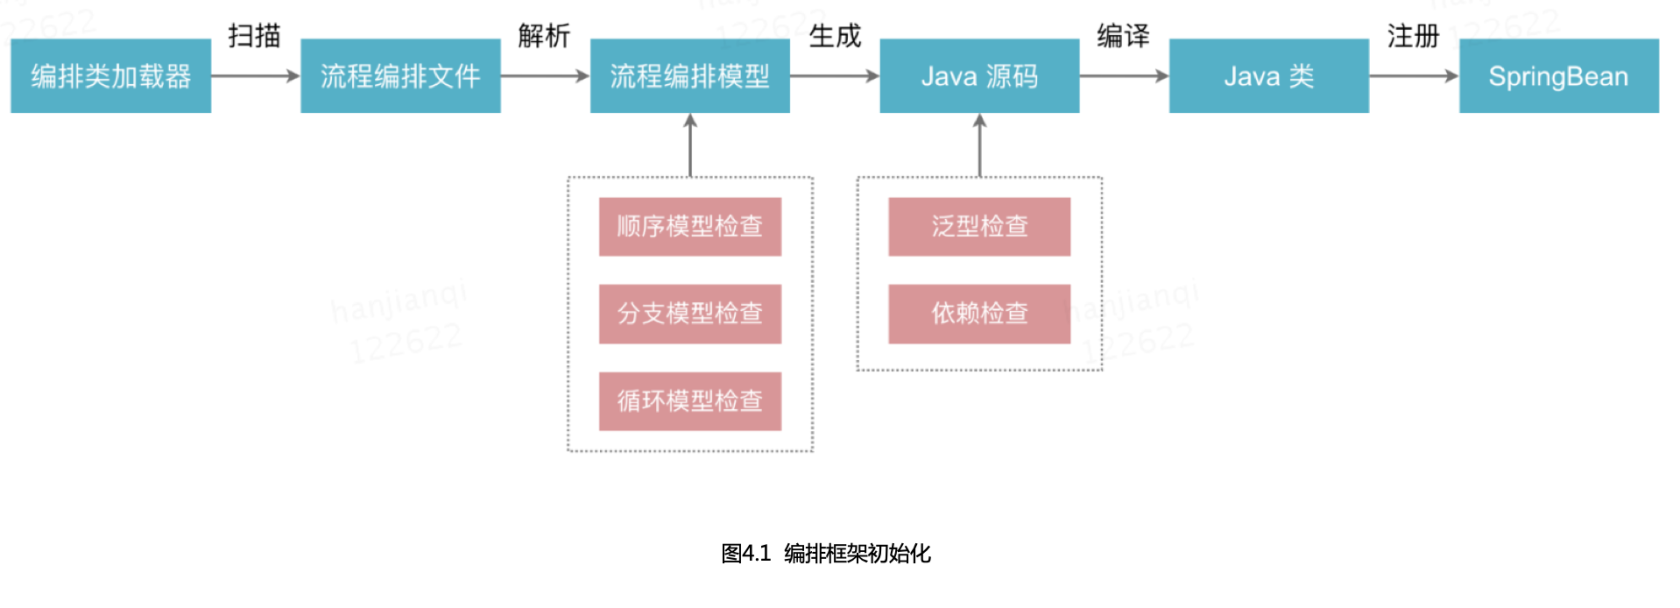 扫描
解析
生成
编译
注册
编排类加载器
流程编排文件
流程编排模型
Java 源码
Java 类
SpringBean
顺序模型检查
分支模型检查
循环模型检查
泛型检查
依赖检查
hanjianqi
122622
hanjianqi
122622
122622
122622
122622
图4.1 编排框架初始化